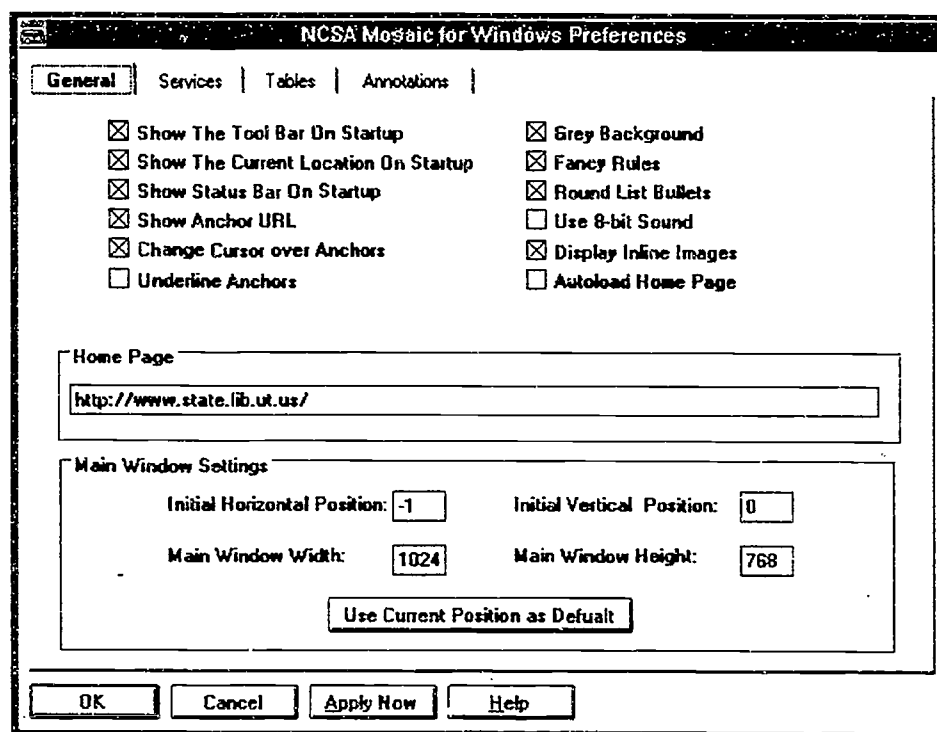 NCSA Mosaic for Windows Preferences
General Services Tables Annotations
Show The Tool Bar On Startup
Show The Current Location On Startup
Show Status Bar On Startup
Show Anchor URL
Change Cursor over Anchors
Underline Anchors
Grey Background
Fancy Rules
Round List Bullets
Use 8-bit Sound
Display Inline Images
Autoload Home Page
Home Page
http://www.state.lib.ut.us/
Main Window Settings
Initial Horizontal Position: -1 Initial Vertical Position: 0
Main Window Width: 1024 Main Window Height: 768
Use Current Position as Defualt
OK Cancel Apply Now Help